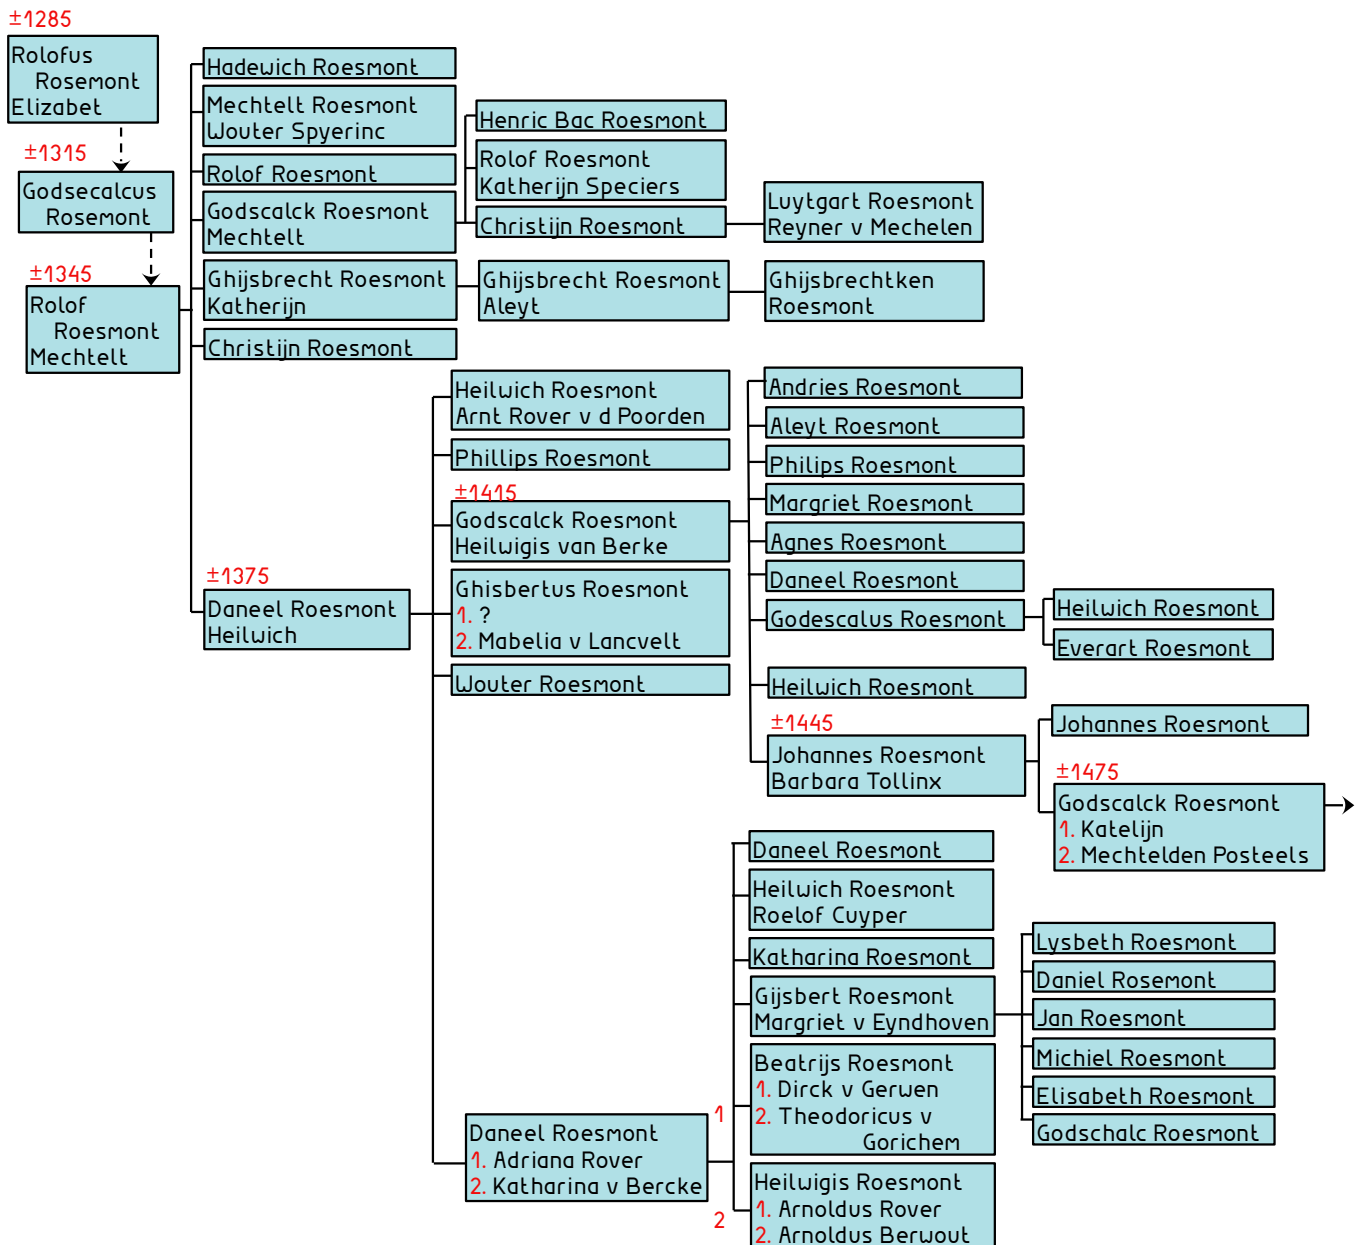 ±1285
Rolofus
Rosemont
Elizabet
±1315
Godsecalcus
Rosemont
±1345
Rolof
Roesmont
Mechtelt
Hadewich Roesmont
Mechtelt Roesmont
Wouter Spyerinc
Rolof Roesmont
Godscalck Roesmont
Mechtelt
Ghijsbrecht Roesmont
Katherijn
Christijn Roesmont
±1375
Daneel Roesmont
Heilwich
Henric Bac Roesmont
Rolof Roesmont
Katherijn Speciers
Christijn Roesmont
Luytgart Roesmont
Reyner v Mechelen
Ghijsbrecht Roesmont
Aleyt
Ghijsbrechtken
Roesmont
Heilwich Roesmont
Arnt Rover v d Poorden
Phillips Roesmont
±1415
Godscalck Roesmont
Heilwigis van Berke
Ghisbertus Roesmont
1. ?
2. Mabelia v Lancvelt
Wouter Roesmont
Daneel Roesmont
1. Adriana Rover
2. Katharina v Bercke
Andries Roesmont
Aleyt Roesmont
Philips Roesmont
Margriet Roesmont
Agnes Roesmont
Daneel Roesmont
Godescalus Roesmont
Heilwich Roesmont
±1445
Johannes Roesmont
Barbara Tollinx
Heilwich Roesmont
Everart Roesmont
Johannes Roesmont
±1475
Godscalck Roesmont
1. Katelijn
2. Mechtelden Posteels
1
2
Daneel Roesmont
Heilwich Roesmont
Roelof Cuyper
Katharina Roesmont
Gijsbert Roesmont
Margriet v Eyndhoven
Beatrijs Roesmont
1. Dirck v Gerwen
2. Theodoricus v
Gorichem
Heilwigis Roesmont
1. Arnoldus Rover
2. Arnoldus Berwout
Lysbeth Roesmont
Daniel Rosemont
Jan Roesmont
Michiel Roesmont
Elisabeth Roesmont
Godschalc Roesmont